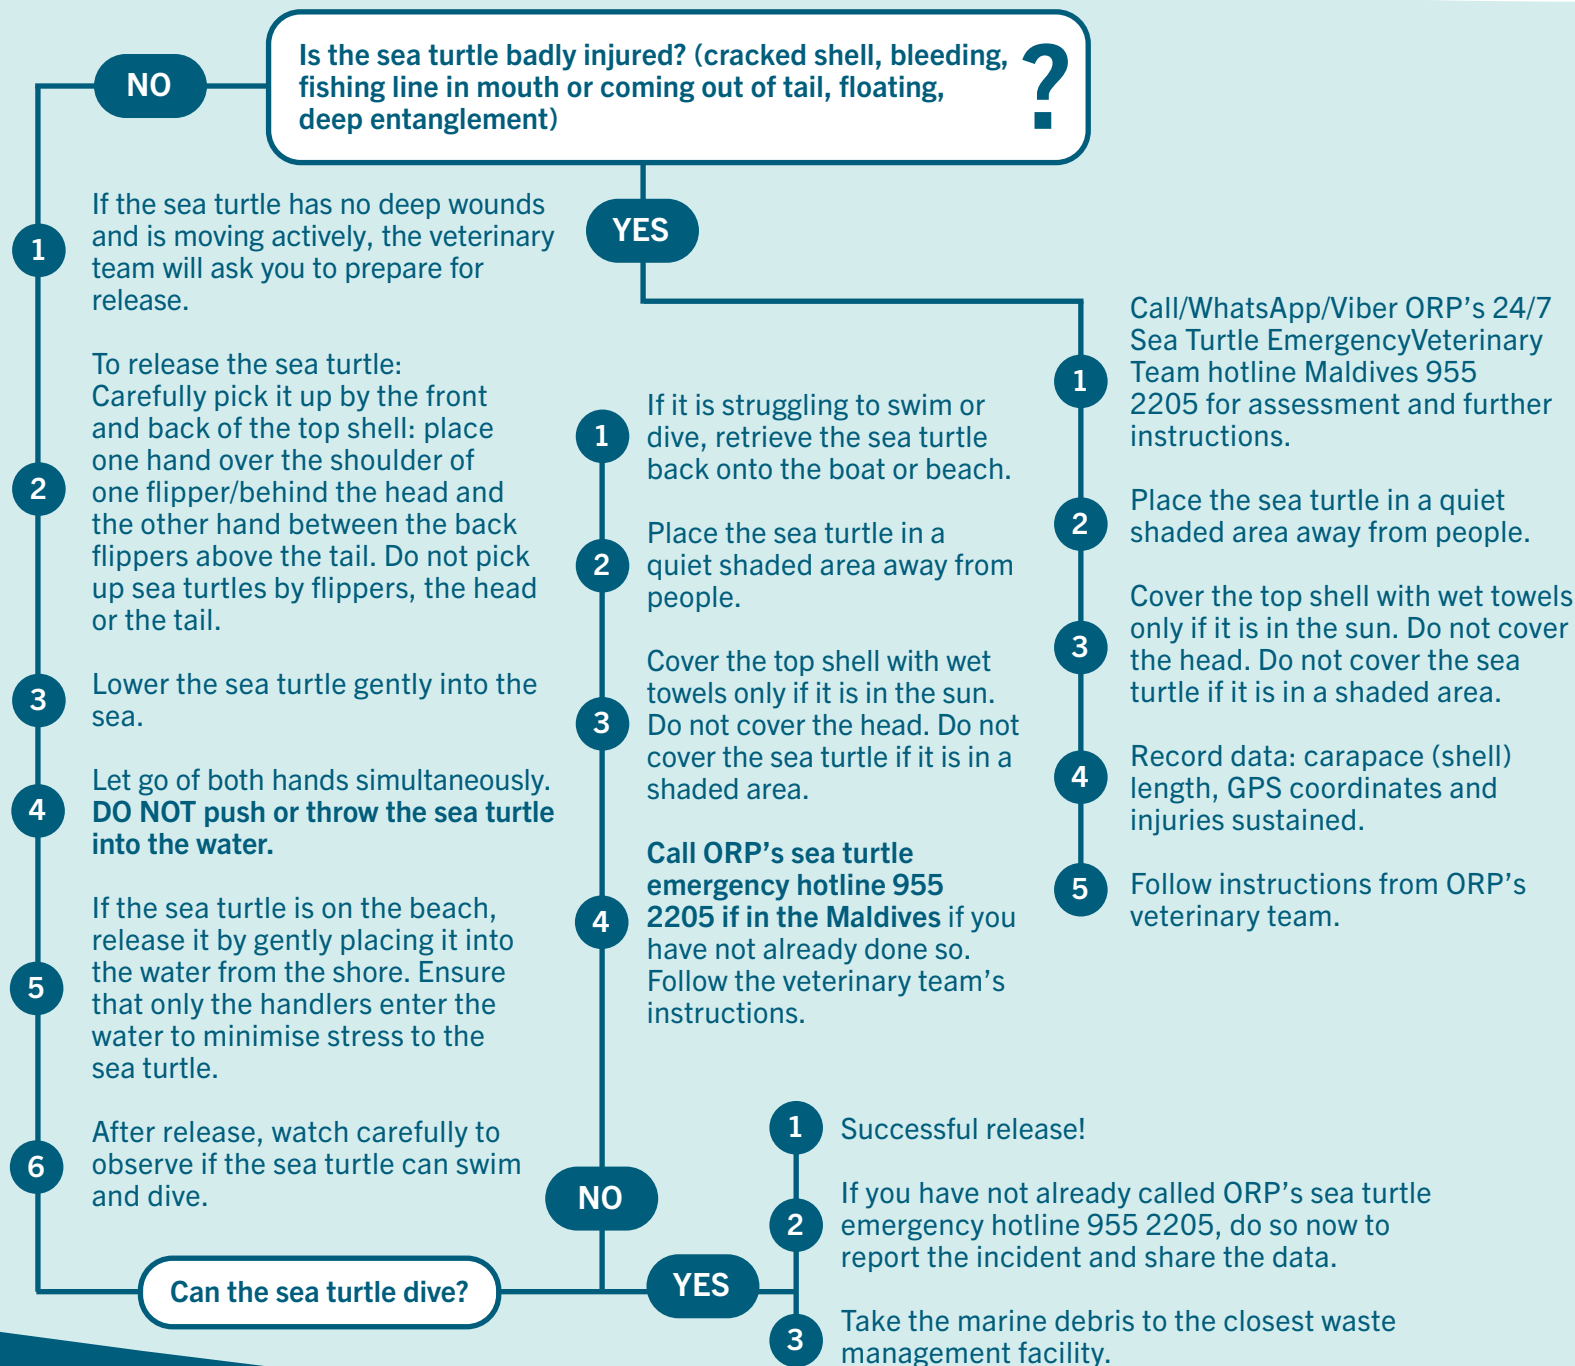 Is the sea turtle badly injured? (cracked shell, bleeding,
fishing line in mouth or coming out of tail, floating,
deep entanglement)
?
NO
1
If the sea turtle has no deep wounds
and is moving actively, the veterinary
team will ask you to prepare for
release.
2
To release the sea turtle:
Carefully pick it up by the front
and back of the top shell: place
one hand over the shoulder of
one flipper/behind the head and
the other hand between the back
flippers above the tail. Do not pick
up sea turtles by flippers, the head
or the tail.
3
Lower the sea turtle gently into the
sea.
4
Let go of both hands simultaneously.
DO NOT push or throw the sea turtle
into the water.
5
If the sea turtle is on the beach,
release it by gently placing it into
the water from the shore. Ensure
that only the handlers enter the
water to minimise stress to the
sea turtle.
6
After release, watch carefully to
observe if the sea turtle can swim
and dive.
Can the sea turtle dive?
NO
1
If it is struggling to swim or
dive, retrieve the sea turtle
back onto the boat or beach.
2
Place the sea turtle in a
quiet shaded area away from
people.
3
Cover the top shell with wet
towels only if it is in the sun.
Do not cover the head. Do not
cover the sea turtle if it is in a
shaded area.
4
Call ORP’s sea turtle
emergency hotline 955
2205 if in the Maldives if you
have not already done so.
Follow the veterinary team’s
instructions.
YES
1
Successful release!
2
If you have not already called ORP’s sea turtle
emergency hotline 955 2205, do so now to
report the incident and share the data.
3
Take the marine debris to the closest waste
management facility.
YES
1
Call/WhatsApp/Viber ORP’s 24/7
Sea Turtle EmergencyVeterinary
Team hotline Maldives 955
2205 for assessment and further
instructions.
2
Place the sea turtle in a quiet
shaded area away from people.
3
Cover the top shell with wet towels
only if it is in the sun. Do not cover
the head. Do not cover the sea
turtle if it is in a shaded area.
4
Record data: carapace (shell)
length, GPS coordinates and
injuries sustained.
5
Follow instructions from ORP’s
veterinary team.